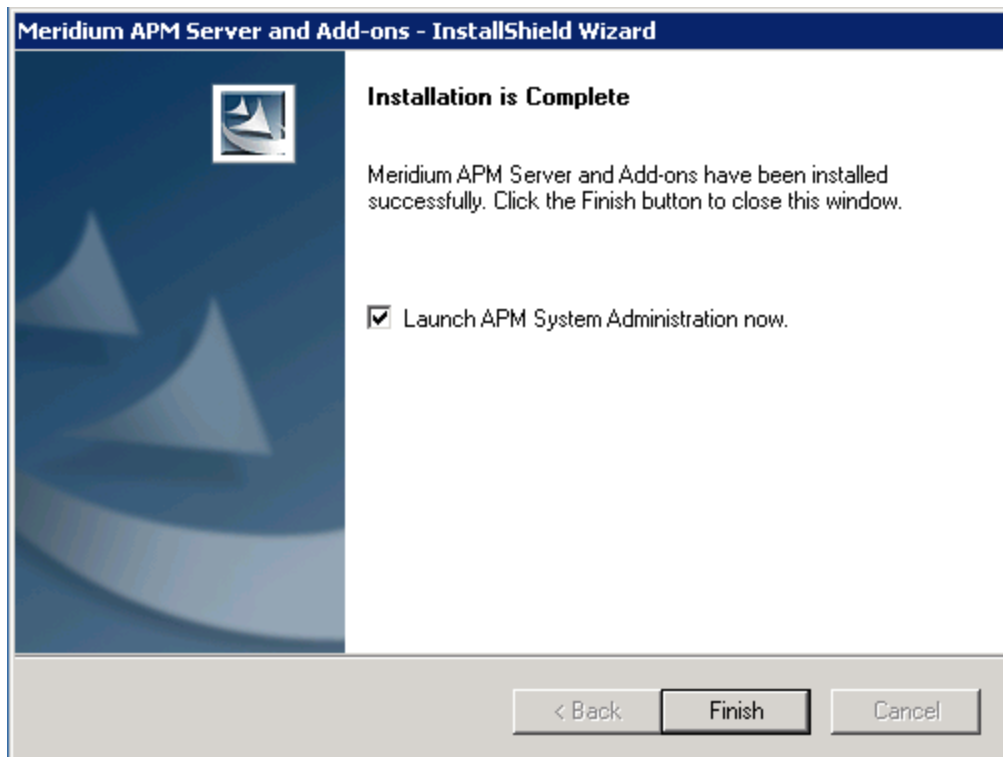 Meridium APM Server and Add-ons - InstallShield Wizard
Installation is Complete
Meridium APM Server and Add-ons have been installed
successfully. Click the Finish button to close this window.
Launch APM System Administration now.
< Back
Finish
Cancel